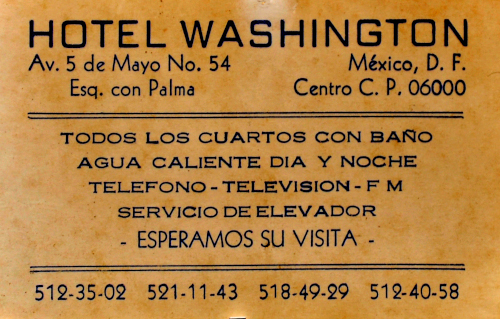 HOTEL WASHINGTON
Av. 5 de Mayo No. 54 México, D. F.
Esq. con Palma Centro C. P. 06000
TODOS LOS CUARTOS CON BAÑO
AGUA CALIENTE DIA Y NOCHE
TELEFONO - TELEVISION - F M
SERVICIO DE ELEVADOR
- ESPERAMOS SU VISITA -
512-35-02 521-11-43 518-49-29 512-40-58